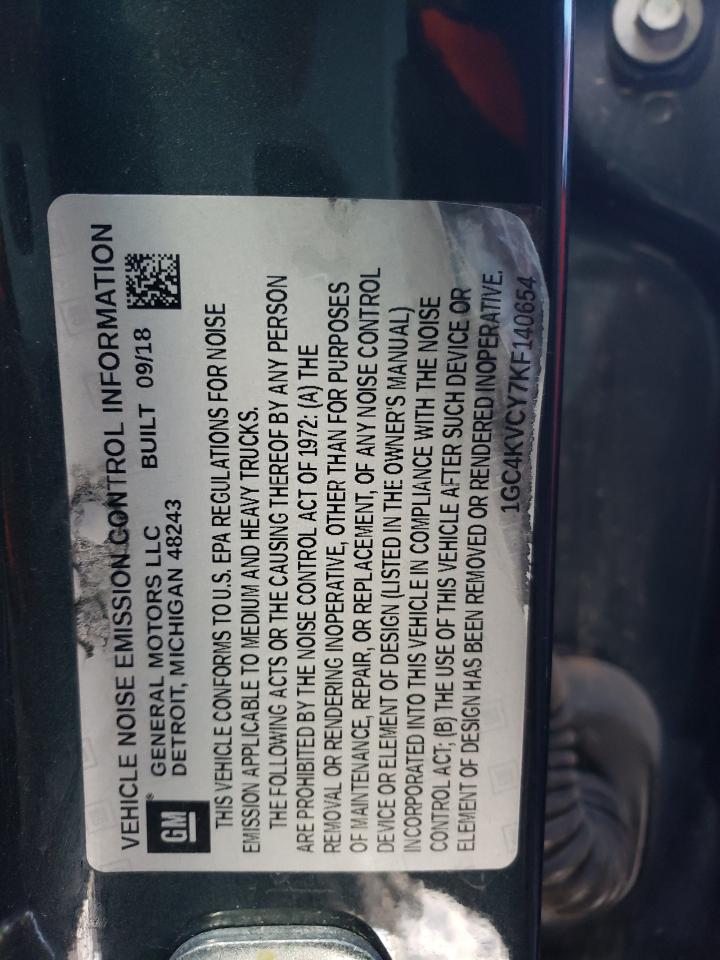 VEHICLE NOISE EMISSION CONTROL INFORMATION
GM
GENERAL MOTORS LLC
DETROIT, MICHIGAN 48243
BUILT 09/18
THIS VEHICLE CONFORMS TO U.S. EPA REGULATIONS FOR NOISE
EMISSION APPLICABLE TO MEDIUM AND HEAVY TRUCKS.
THE FOLLOWING ACTS OR THE CAUSING THEREOF BY ANY PERSON
ARE PROHIBITED BY THE NOISE CONTROL ACT OF 1972: (A) THE
REMOVAL OR RENDERING INOPERATIVE, OTHER THAN FOR PURPOSES
OF MAINTENANCE, REPAIR, OR REPLACEMENT, OF ANY NOISE CONTROL
DEVICE OR ELEMENT OF DESIGN (LISTED IN THE OWNER'S MANUAL)
INCORPORATED INTO THIS VEHICLE IN COMPLIANCE WITH THE NOISE
CONTROL ACT; (B) THE USE OF THIS VEHICLE AFTER SUCH DEVICE OR
ELEMENT OF DESIGN HAS BEEN REMOVED OR RENDERED INOPERATIVE.
1GC4KVCY7KF140654